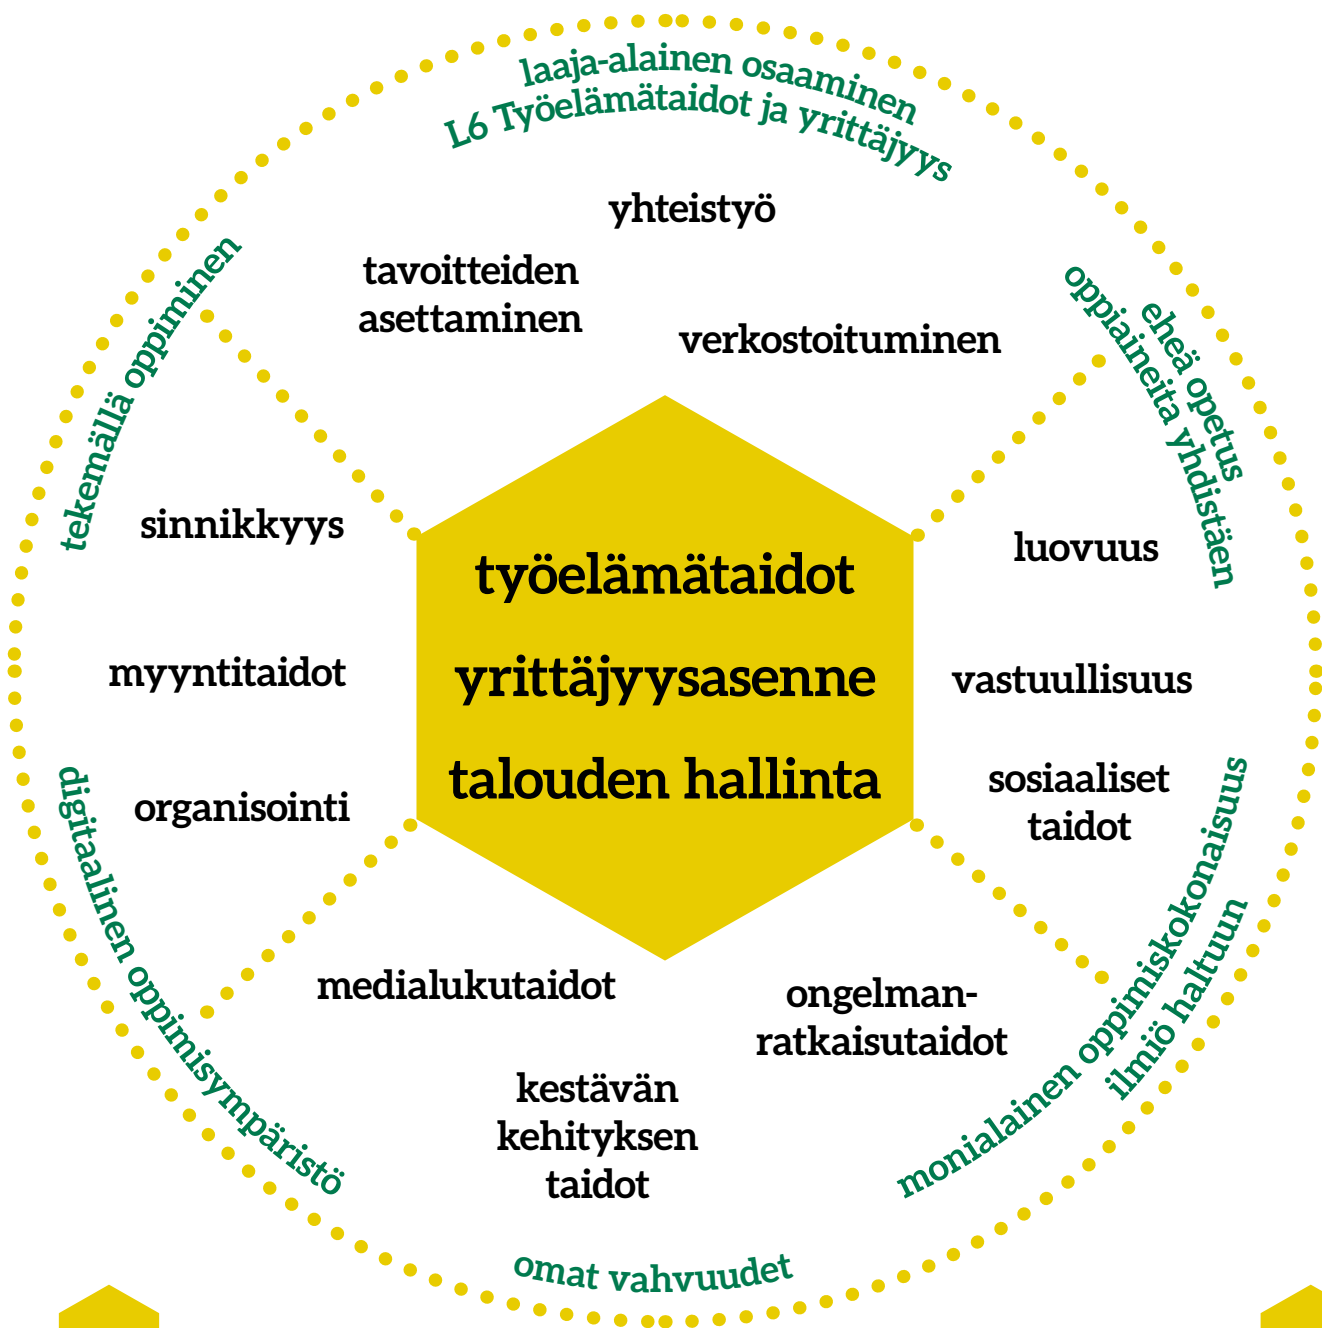 laaja-alainen osaaminen
L6 Työelämätaidot ja yrittäjyys
yhteistyö
tavoitteiden
asettaminen
verkostoituminen
tekemällä oppiminen
eheä opetus
oppiaineita yhdistäen
sinnikkyys
luovuus
työelämätaidot
yrittäjyysasenne
talouden hallinta
myyntitaidot
vastuullisuus
organisointi
sosiaaliset
taidot
digitaalinen oppimisympäristö
monialainen oppimiskokonaisuus
ilmiö haltuun
medialukutaidot
ongelman-
ratkaisutaidot
kestävän
kehityksen
taidot
omat vahvuudet